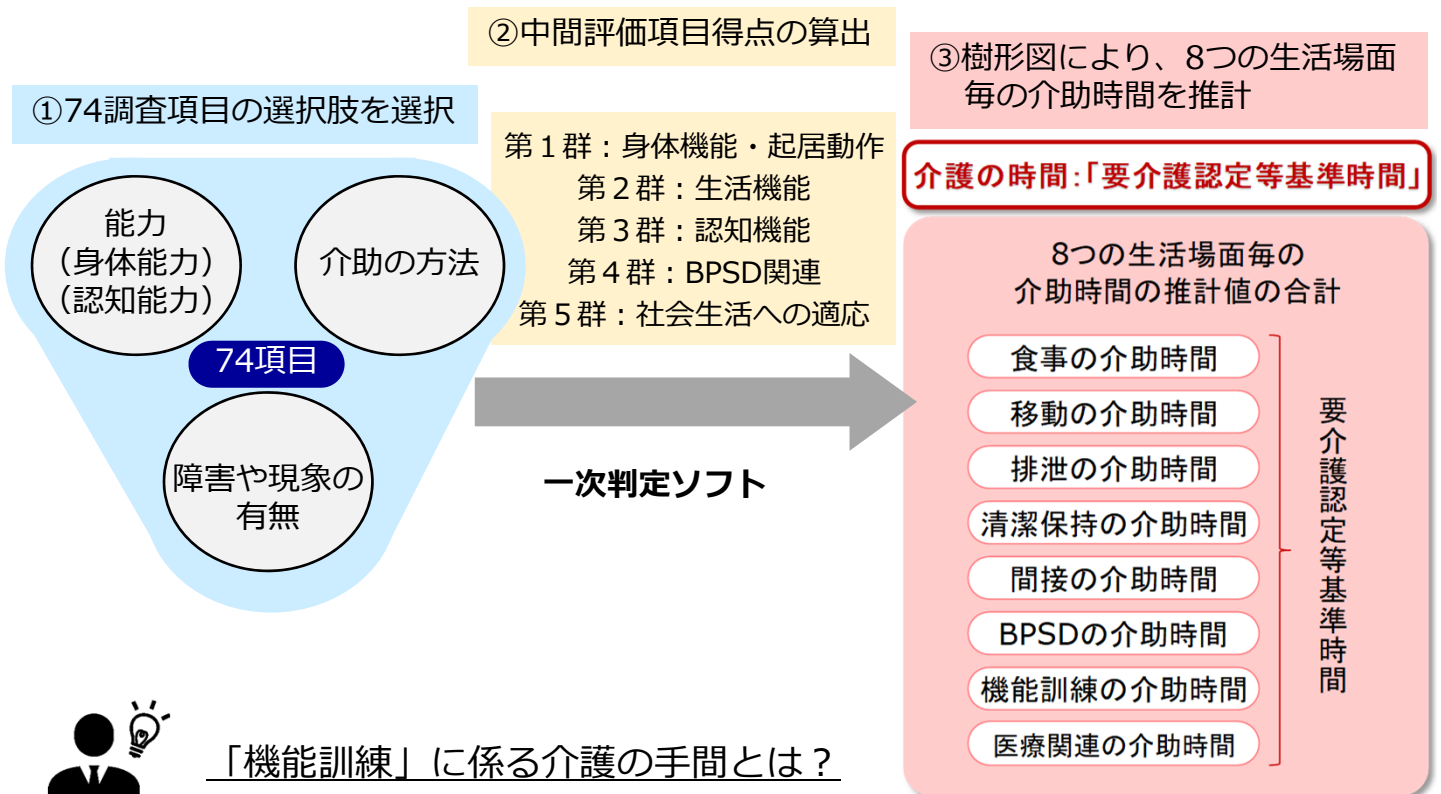 ①74調査項目の選択肢を選択
能力
（身体能力）
（認知能力）
介助の方法
74項目
障害や現象の
有無
②中間評価項目得点の算出
第１群：身体機能・起居動作
第２群：生活機能
第３群：認知機能
第４群：BPSD関連
第５群：社会生活への適応
一次判定ソフト
③樹形図により、8つの生活場面
毎の介助時間を推計
介護の時間：「要介護認定等基準時間」
8つの生活場面毎の
介助時間の推計値の合計
食事の介助時間
移動の介助時間
排泄の介助時間
清潔保持の介助時間
間接の介助時間
BPSDの介助時間
機能訓練の介助時間
医療関連の介助時間
要介護認定等基準時間
「機能訓練」に係る介護の手間とは？